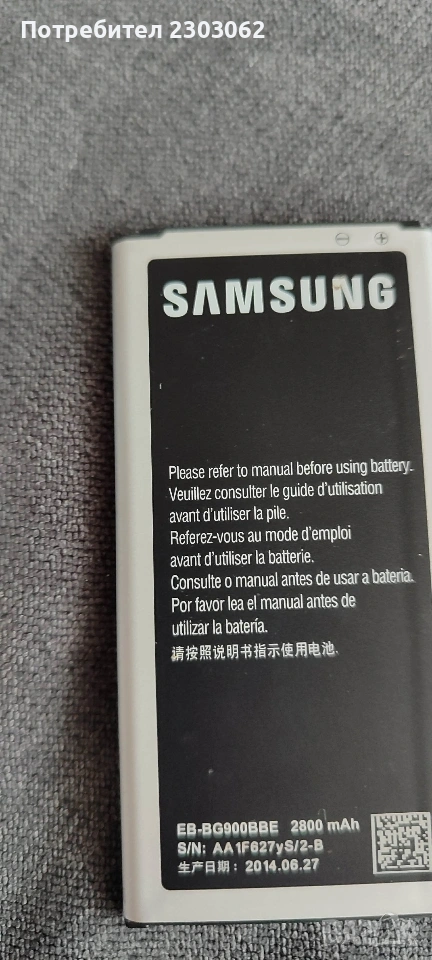 Потребител 2303062
SAMSUNG
Please refer to manual before using battery.
Veuillez consulter le guide d'utilisation
avant d'utiliser la pile.
Referez-vous au mode d'emploi
avant d'utiliser la batterie.
Consulte o manual antes de usar a bateria.
Por favor lea el manual antes de
utilizar la batería.
请按照说明书指示使用电池.
EB-BG900BBE 2800 mAh
S/N: AA1F627yS/2-B
生产日期: 2014.06.27